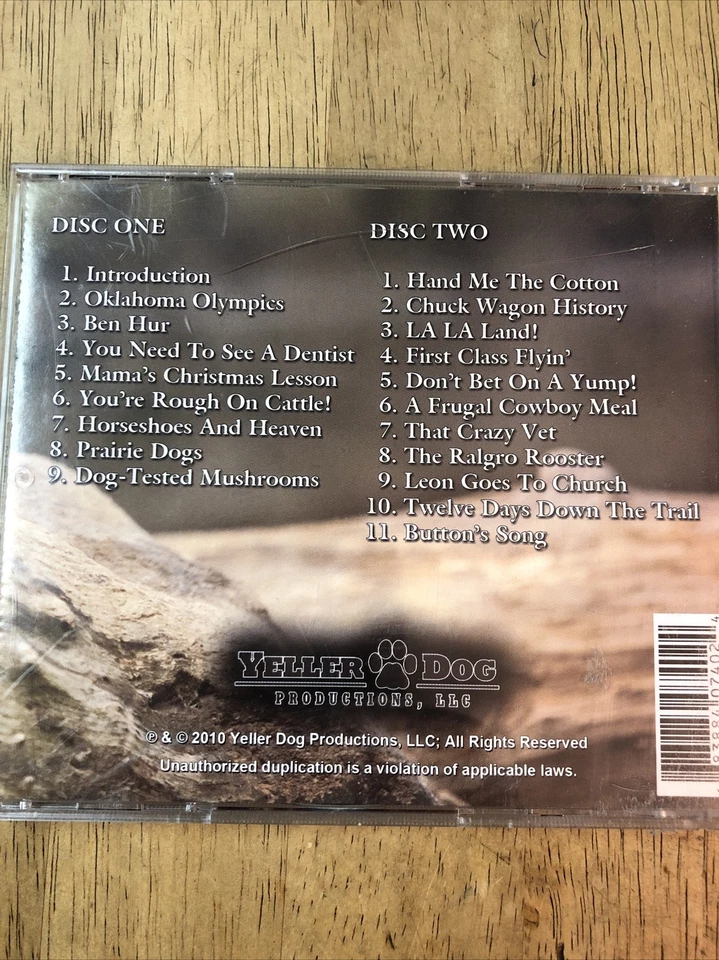 DISC ONE
1. Introduction
2. Oklahoma Olympics
3. Ben Hur
4. You Need To See A Dentist
5. Mama's Christmas Lesson
6. You're Rough On Cattle!
7. Horseshoes And Heaven
8. Prairie Dogs
9. Dog-Tested Mushrooms
DISC TWO
1. Hand Me The Cotton
2. Chuck Wagon History
3. LA LA Land!
4. First Class Flyin'
5. Don't Bet On A Yump!
6. A Frugal Cowboy Meal
7. That Crazy Vet
8. The Ralgro Rooster
9. Leon Goes To Church
10. Twelve Days Down The Trail
11. Button's Song
YELLER DOG
PRODUCTIONS, LLC
℗ & © 2010 Yeller Dog Productions, LLC; All Rights Reserved
Unauthorized duplication is a violation of applicable laws.